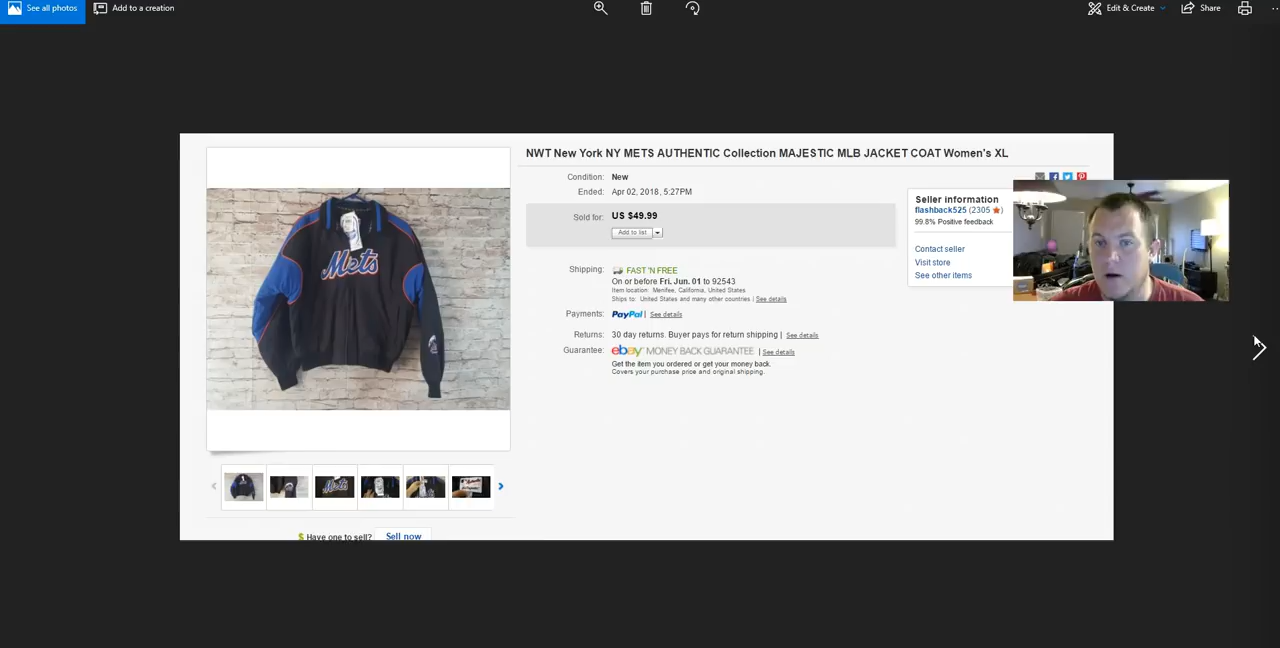 See all photos
Add to a creation
Edit & Create
Share
NWT New York NY METS AUTHENTIC Collection MAJESTIC MLB JACKET COAT Women's XL
Condition: New
Ended: Apr 02, 2018, 5:27PM
Sold for: US $49.99
Add to list
Shipping: FAST 'N FREE
On or before Fri. Jun. 01 to 92543
Item location: Menifee, California, United States
Ships to: United States and many other countries | See details
Payments: PayPal | See details
Returns: 30 day returns. Buyer pays for return shipping | See details
Guarantee: ebay MONEY BACK GUARANTEE | See details
Get the item you ordered or get your money back.
Covers your purchase price and original shipping.
Seller information
flashback525 (2305)
99.8% Positive feedback
Contact seller
Visit store
See other items
Mets
Mets
$ Have one to sell? Sell now